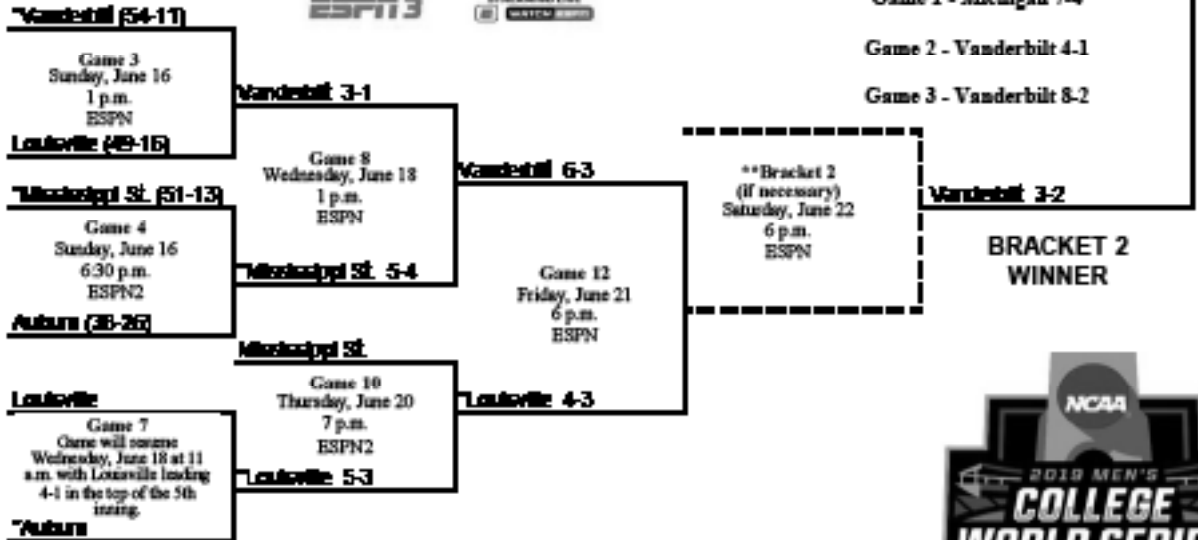 *Vanderbilt (54-11)
Game 3
Sunday, June 16
1 p.m.
ESPN
Louisville (49-16)
*Mississippi St. (51-13)
Game 4
Sunday, June 16
6:30 p.m.
ESPN2
Auburn (38-26)
Louisville
Game 7
Game will resume
Wednesday, June 18 at 11
a.m. with Louisville leading
4-1 in the top of the 5th
inning.
*Auburn
Vanderbilt 3-1
Game 8
Wednesday, June 18
1 p.m.
ESPN
*Mississippi St. 5-4
Mississippi St.
Game 10
Thursday, June 20
7 p.m.
ESPN2
*Louisville 5-3
Vanderbilt 6-3
Game 12
Friday, June 21
6 p.m.
ESPN
*Louisville 4-3
**Bracket 2
(if necessary)
Saturday, June 22
6 p.m.
ESPN
Vanderbilt 3-2
BRACKET 2
WINNER
ESPN3
WATCH ESPN
Game 1 - Michigan 7-4
Game 2 - Vanderbilt 4-1
Game 3 - Vanderbilt 8-2
NCAA
2019 MEN'S
COLLEGE
WORLD SERIE